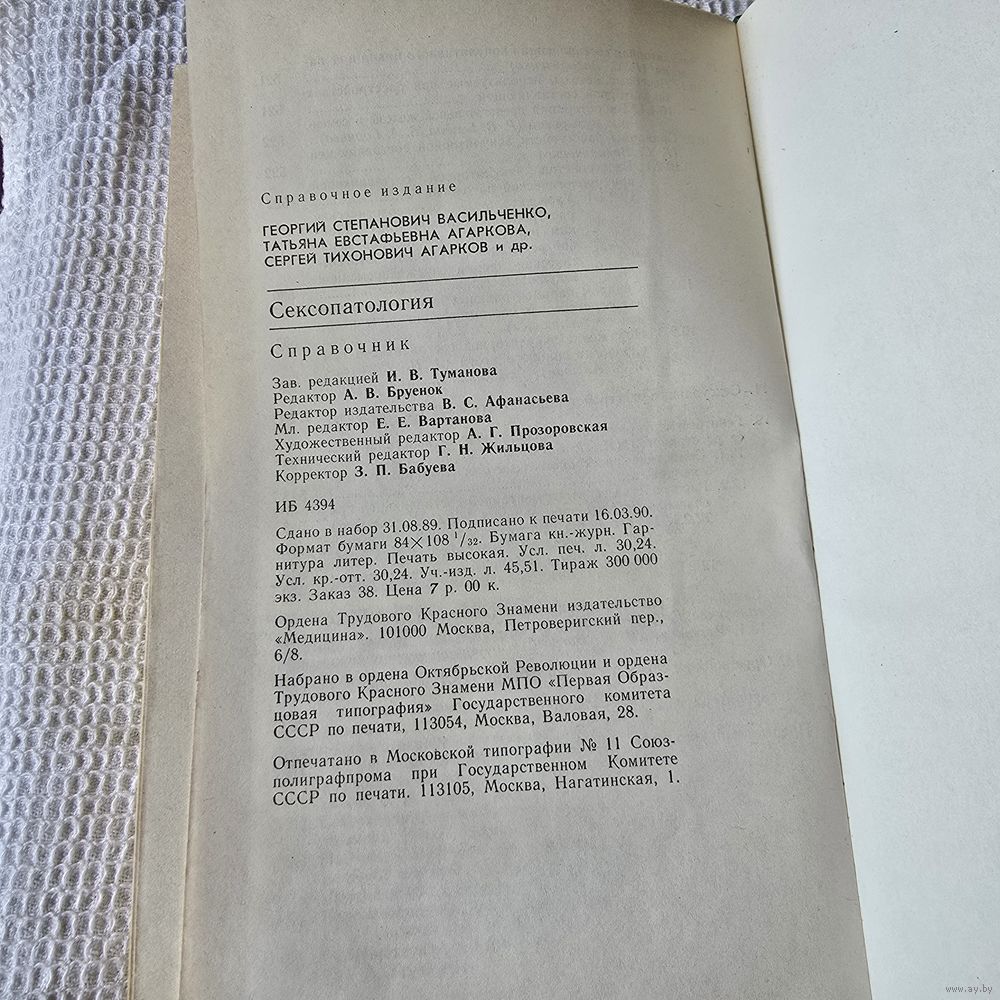 Справочное издание
ГЕОРГИЙ СТЕПАНОВИЧ ВАСИЛЬЧЕНКО,
ТАТЬЯНА ЕВСТАФЬЕВНА АГАРКОВА,
СЕРГЕЙ ТИХОНОВИЧ АГАРКОВ и др.
Сексопатология
Справочник
Зав. редакцией И. В. Туманова
Редактор А. В. Бруенок
Редактор издательства В. С. Афанасьева
Мл. редактор Е. Е. Вартанова
Художественный редактор А. Г. Прозоровская
Технический редактор Г. Н. Жильцова
Корректор З. П. Бабуева
ИБ 4394
Сдано в набор 31.08.89. Подписано к печати 16.03.90.
Формат бумаги 84×108 1/32. Бумага кн.-журн. Гар-
нитура литер. Печать высокая. Усл. печ. л. 30,24.
Усл. кр.-отт. 30,24. Уч.-изд. л. 45,51. Тираж 300 000
экз. Заказ 38. Цена 7 р. 00 к.
Ордена Трудового Красного Знамени издательство
«Медицина». 101000 Москва, Петроверигский пер.,
6/8.
Набрано в ордена Октябрьской Революции и ордена
Трудового Красного Знамени МПО «Первая Образ-
цовая типография» Государственного комитета
СССР по печати, 113054, Москва, Валовая, 28.
Отпечатано в Московской типографии № 11 Союз-
полиграфпрома при Государственном Комитете
СССР по печати. 113105, Москва, Нагатинская, 1.
www.ay.by